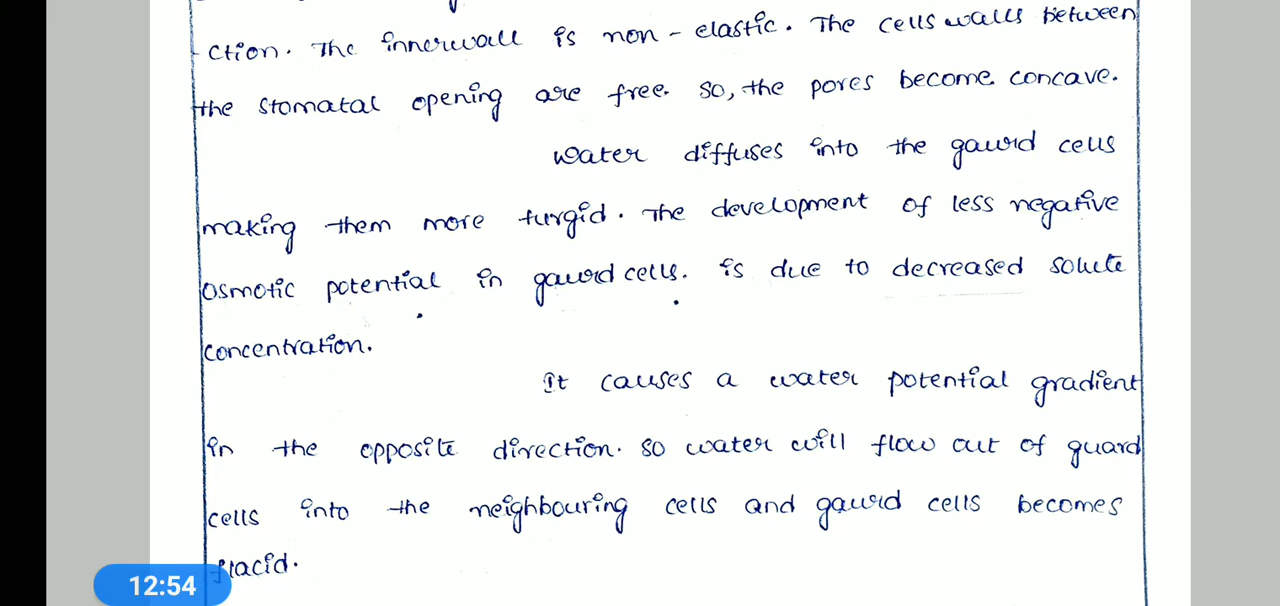 ction. The innerwall is non-elastic. The cells walls between
the stomatal opening are free. so, the pores become concave.
water diffuses into the gaurd cells
making them more turgid. The development of less negative
osmotic potential in gauord cells. is due to decreased solute
concentration.
It causes a water potential gradient
in the opposite direction. so water will flow out of guard
cells into the neighbouring cells and gaurd cells becomes
flacid.
12:54